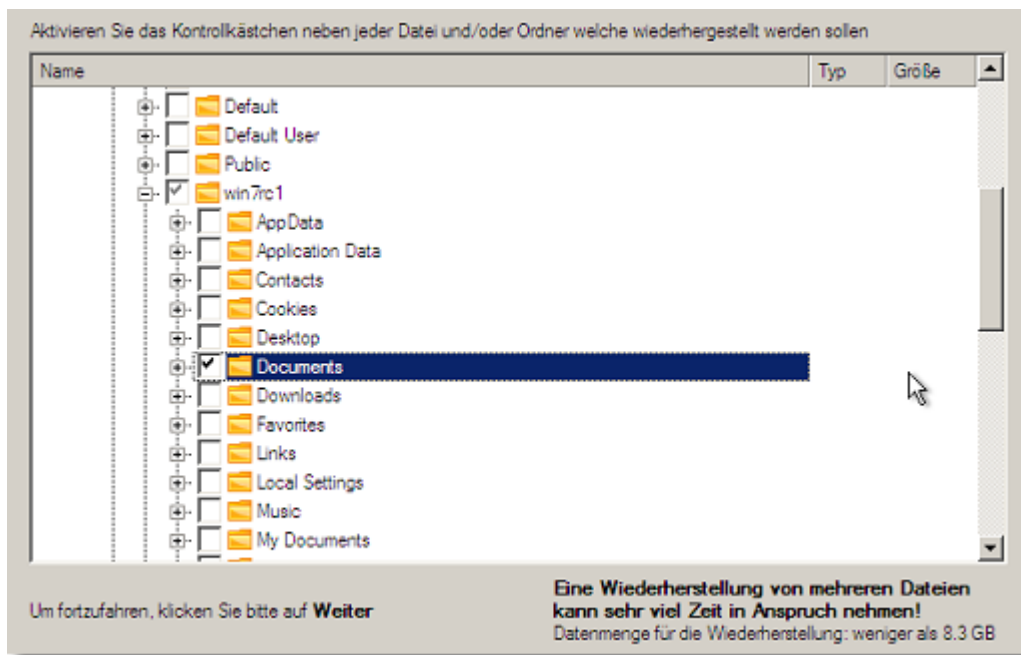 Aktivieren Sie das Kontrollkästchen neben jeder Datei und/oder Ordner welche wiederhergestellt werden sollen
Name Typ Größe
Default
Default User
Public
win7rc1
AppData
Application Data
Contacts
Cookies
Desktop
Documents
Downloads
Favorites
Links
Local Settings
Music
My Documents
Um fortzufahren, klicken Sie bitte auf Weiter
Eine Wiederherstellung von mehreren Dateien
kann sehr viel Zeit in Anspruch nehmen!
Datenmenge für die Wiederherstellung: weniger als 8.3 GB